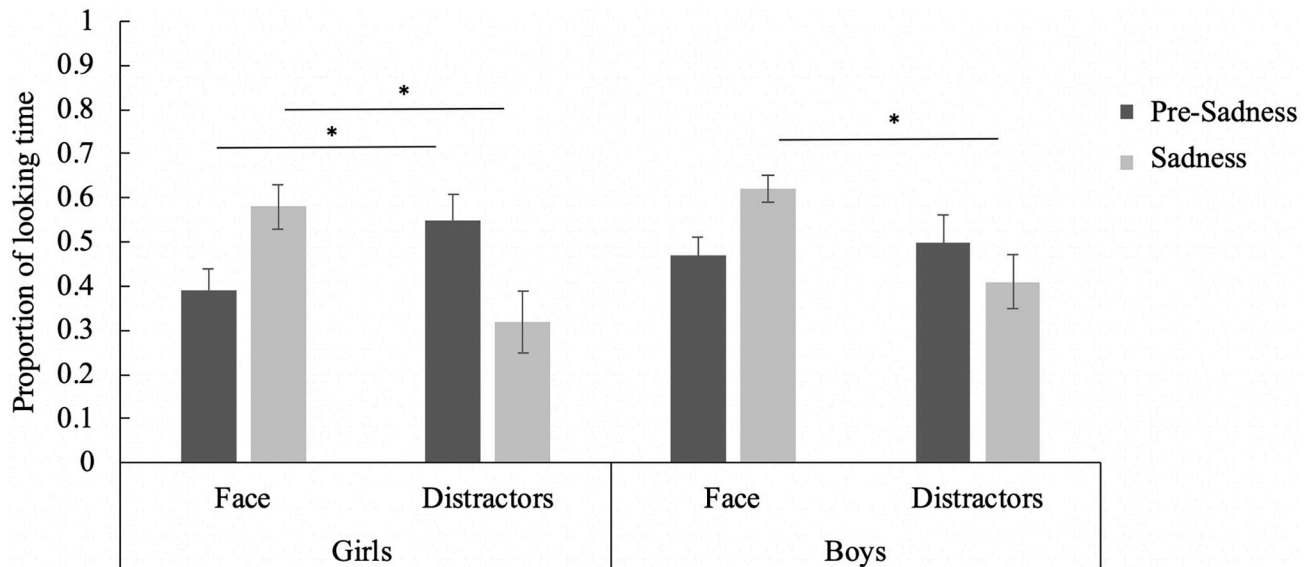 Proportion of looking time
1
0.9
0.8
0.7
0.6
0.5
0.4
0.3
0.2
0.1
0
*
*
*
Pre-Sadness
Sadness
Face
Distractors
Face
Distractors
Girls
Boys